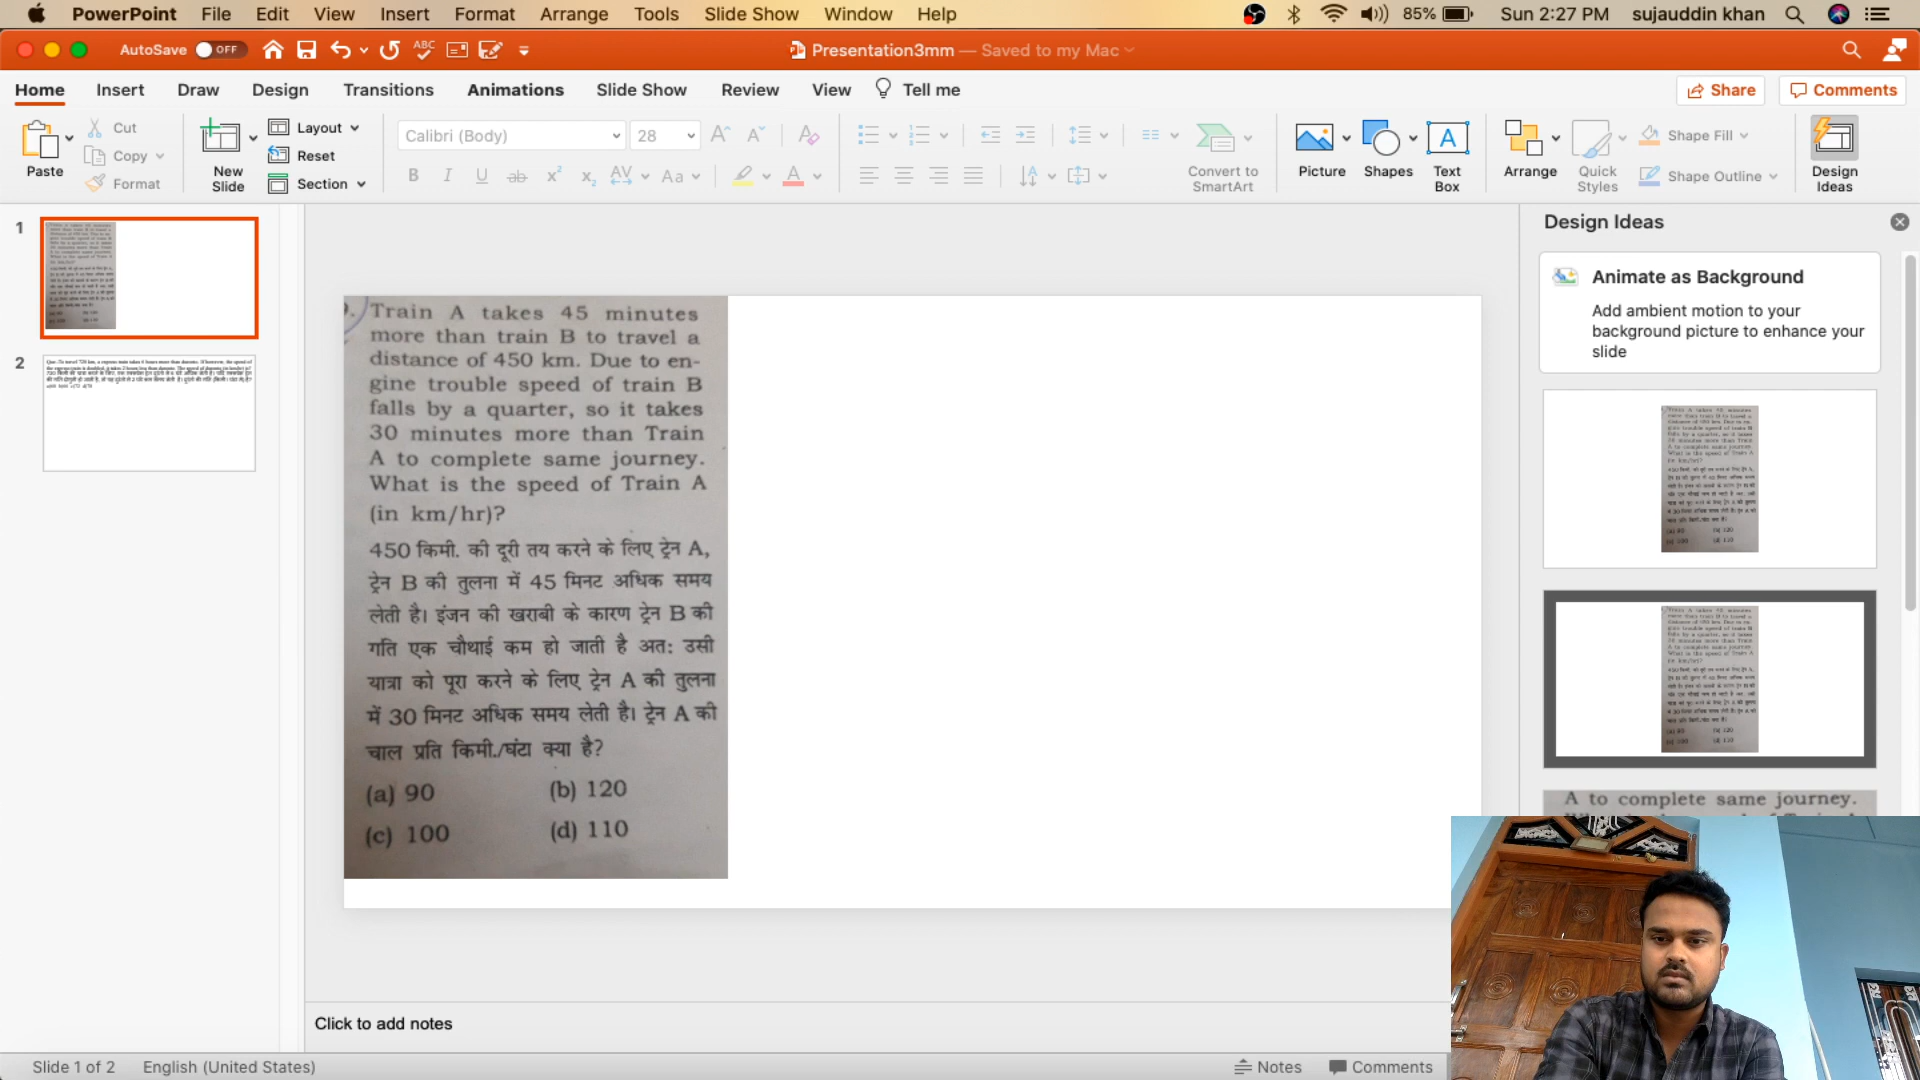 PowerPoint File Edit View Insert Format Arrange Tools Slide Show Window Help 85% Sun 2:27 PM sujauddin khan
AutoSave OFF ABC Presentation3mm — Saved to my Mac
Home Insert Draw Design Transitions Animations Slide Show Review View Tell me Share Comments
Paste Cut Copy Format
New Slide Layout Reset Section
Calibri (Body) 28
B I U ab x² x₂ AV Aa A
Convert to SmartArt
Picture Shapes Text Box Arrange Quick Styles Shape Fill Shape Outline Design Ideas
1
2
Train A takes 45 minutes
more than train B to travel a
distance of 450 km. Due to en-
gine trouble speed of train B
falls by a quarter, so it takes
30 minutes more than Train
A to complete same journey.
What is the speed of Train A
(in km/hr)?
450 किमी. की दूरी तय करने के लिए ट्रेन A,
ट्रेन B की तुलना में 45 मिनट अधिक समय
लेती है। इंजन की खराबी के कारण ट्रेन B की
गति एक चौथाई कम हो जाती है अतः उसी
यात्रा को पूरा करने के लिए ट्रेन A की तुलना
में 30 मिनट अधिक समय लेती है। ट्रेन A की
चाल प्रति किमी./घंटा क्या है?
(a) 90 (b) 120
(c) 100 (d) 110
Design Ideas
Animate as Background
Add ambient motion to your
background picture to enhance your
slide
A to complete same journey.
Click to add notes
Slide 1 of 2 English (United States) Notes Comments